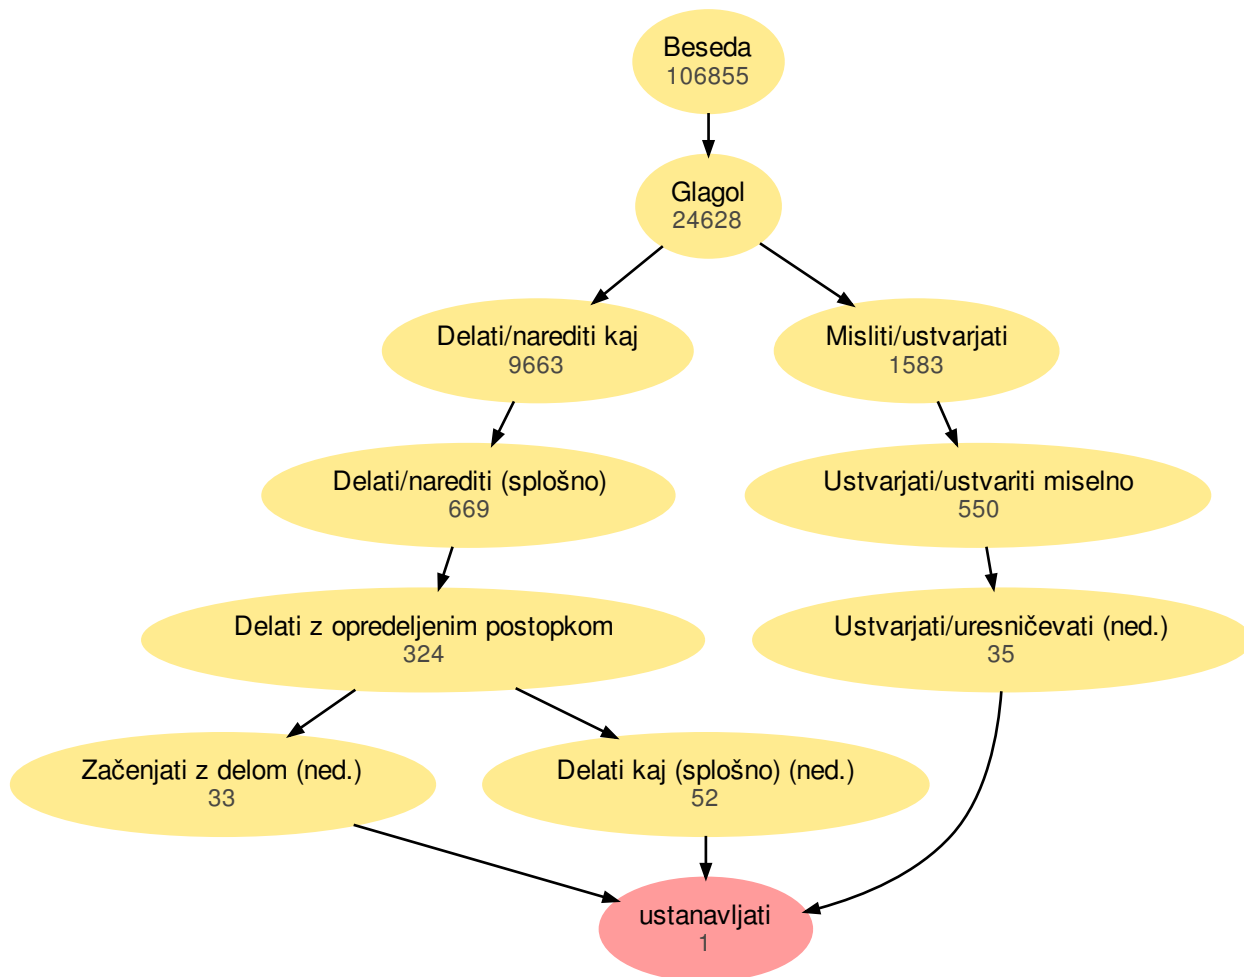 Beseda
106855
Glagol
24628
Delati/narediti kaj
9663
Misliti/ustvarjati
1583
Delati/narediti (splošno)
669
Ustvarjati/ustvariti miselno
550
Delati z opredeljenim postopkom
324
Ustvarjati/uresničevati (ned.)
35
Začenjati z delom (ned.)
33
Delati kaj (splošno) (ned.)
52
ustanavljati
1